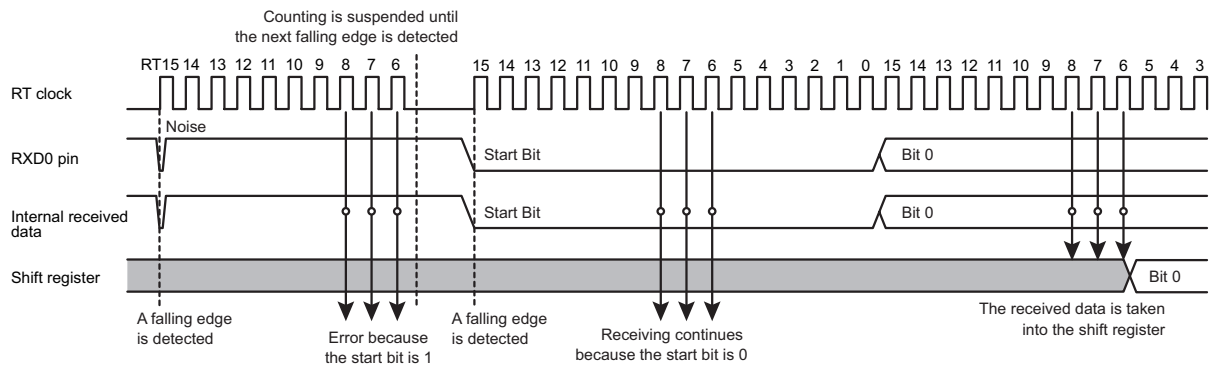 Counting is suspended until
the next falling edge is detected
RT15 14 13 12 11 10 9 8 7 6 15 14 13 12 11 10 9 8 7 6 5 4 3 2 1 0 15 14 13 12 11 10 9 8 7 6 5 4 3
RT clock
Noise
RXD0 pin
Start Bit
Bit 0
Internal received
data
Start Bit
Bit 0
Shift register
Bit 0
A falling edge
is detected
Error because
the start bit is 1
A falling edge
is detected
Receiving continues
because the start bit is 0
The received data is taken
into the shift register